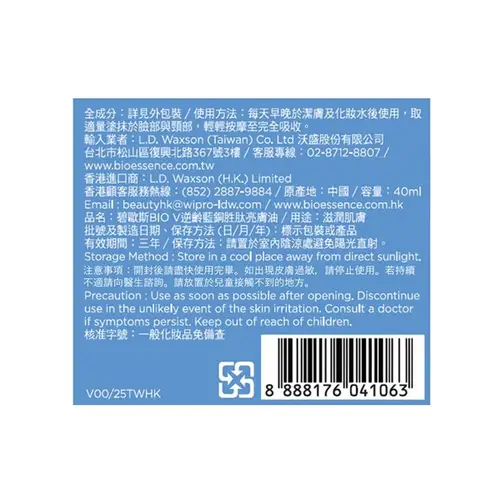 全成分：詳見外包裝 / 使用方法：每天早晚於潔膚及化妝水後使用，取
適量塗抹於臉部與頸部，輕輕按摩至完全吸收。
輸入業者：L.D. Waxson (Taiwan) Co. Ltd 沃盛股份有限公司
台北市松山區復興北路367號3樓 / 客服專線：02-8712-8807 /
www.bioessence.com.tw
香港進口商：L.D. Waxson (H.K.) Limited
香港顧客服務熱線：(852) 2887-9884 / 原產地：中國 / 容量：40ml
Email : beautyhk@wipro-ldw.com / www.bioessence.com.hk
品名：碧歐斯BIO V逆齡藍銅胜肽亮膚油 / 用途：滋潤肌膚
批號及製造日期、保存方法 (日/月/年)：標示包裝或產品
有效期間：三年 / 保存方法：請置於室內陰涼處避免陽光直射。
Storage Method : Store in a cool place away from direct sunlight.
注意事項：開封後請盡快使用完畢。如出現皮膚過敏，請停止使用。若持續
不適請向醫生諮詢。請放置於兒童接觸不到的地方。
Precaution : Use as soon as possible after opening. Discontinue
use in the unlikely event of the skin irritation. Consult a doctor
if symptoms persist. Keep out of reach of children.
核准字號：一般化妝品免備查
V00/25TWHK
8 888176 041063